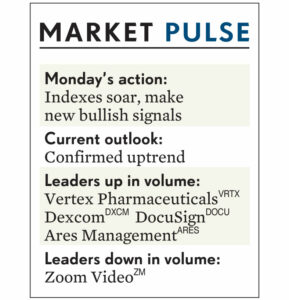 MARKET PULSE
Monday's action:
Indexes soar, make
new bullish signals
Current outlook:
Confirmed uptrend
Leaders up in volume:
Vertex Pharmaceuticals VRTX
Dexcom DXCM DocuSign DOCU
Ares Management ARES
Leaders down in volume:
Zoom Video ZM